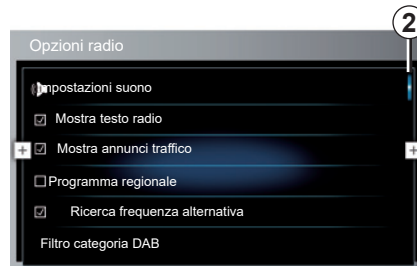 2
Opzioni radio
Impostazioni suono
Mostra testo radio
Mostra annunci traffico
Programma regionale
Ricerca frequenza alternativa
Filtro categoria DAB